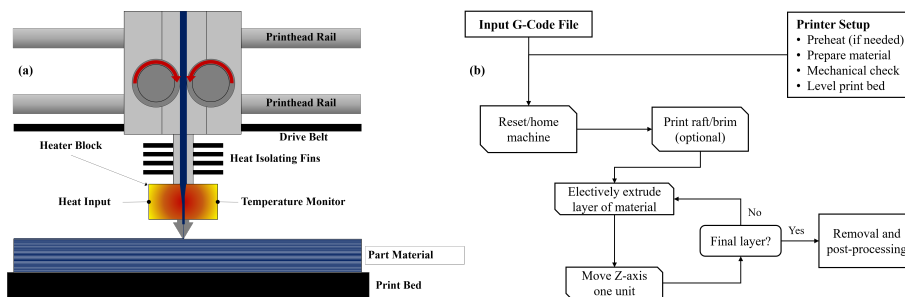 (a)
Printhead Rail
Printhead Rail
Drive Belt
Heater Block
Heat Isolating Fins
Heat Input
Temperature Monitor
Part Material
Print Bed
(b)
Input G-Code File
Printer Setup
• Preheat (if needed)
• Prepare material
• Mechanical check
• Level print bed
Reset/home
machine
Print raft/brim
(optional)
Electively extrude
layer of material
No
Final layer?
Yes
Removal and
post-processing
Move Z-axis
one unit